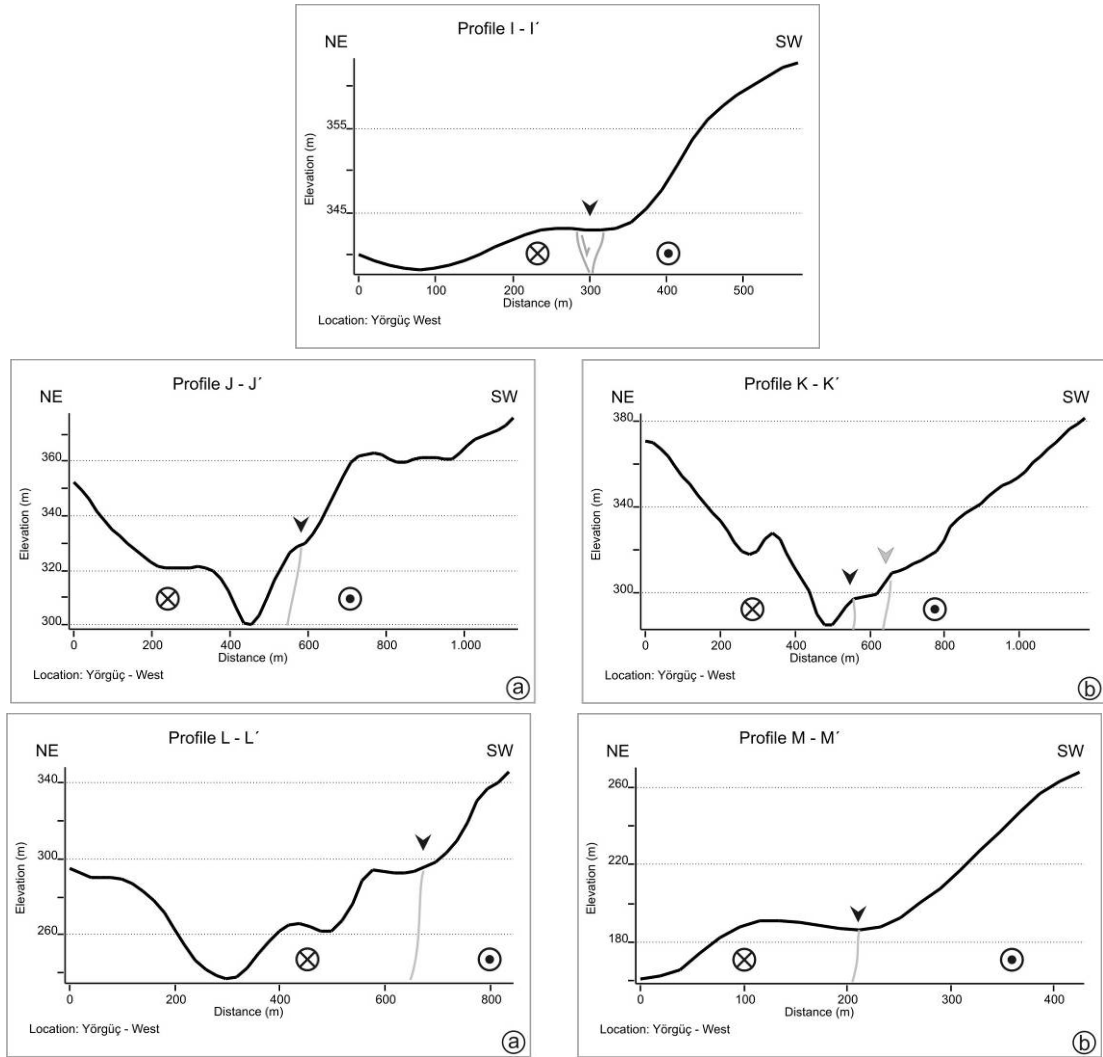 Profile I - I´
NE
SW
Elevation (m)
355
345
0 100 200 300 400 500
Distance (m)
Location: Yörgüç West
Profile J - J´
NE
SW
Elevation (m)
360
340
320
300
0 200 400 600 800 1.000
Distance (m)
Location: Yörgüç - West
a
Profile K - K´
NE
SW
Elevation (m)
380
340
300
0 200 400 600 800 1.000
Distance (m)
Location: Yörgüç - West
b
Profile L - L´
NE
SW
Elevation (m)
340
300
260
0 200 400 600 800
Distance (m)
Location: Yörgüç - West
a
Profile M - M´
NE
SW
Elevation (m)
260
220
180
0 100 200 300 400
Distance (m)
Location: Yörgüç - West
b